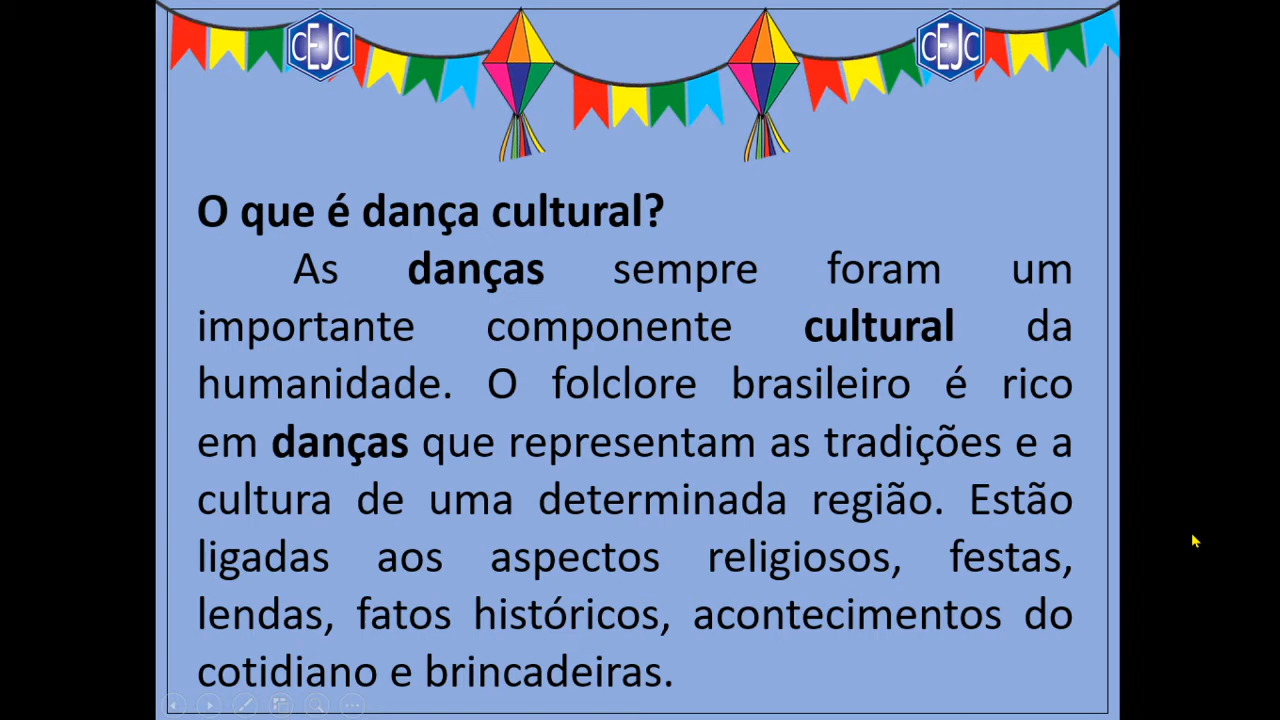 CEJC
CEJC
O que é dança cultural?
As danças sempre foram um
importante componente cultural da
humanidade. O folclore brasileiro é rico
em danças que representam as tradições e a
cultura de uma determinada região. Estão
ligadas aos aspectos religiosos, festas,
lendas, fatos históricos, acontecimentos do
cotidiano e brincadeiras.